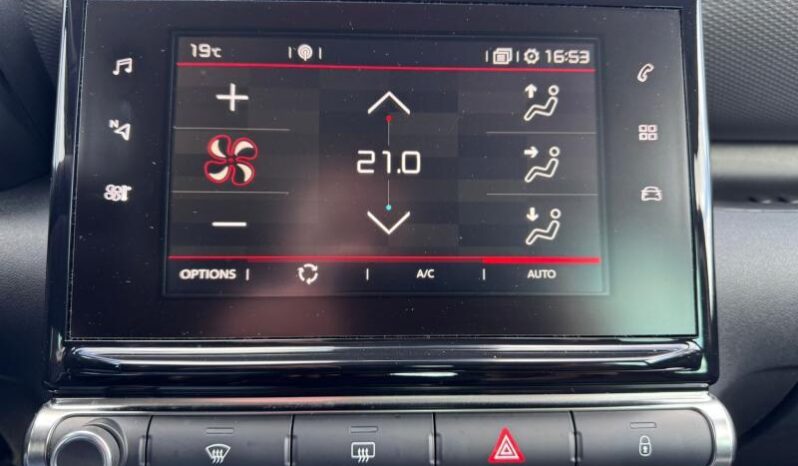 19°C 16:53
N
21.0
OPTIONS A/C AUTO